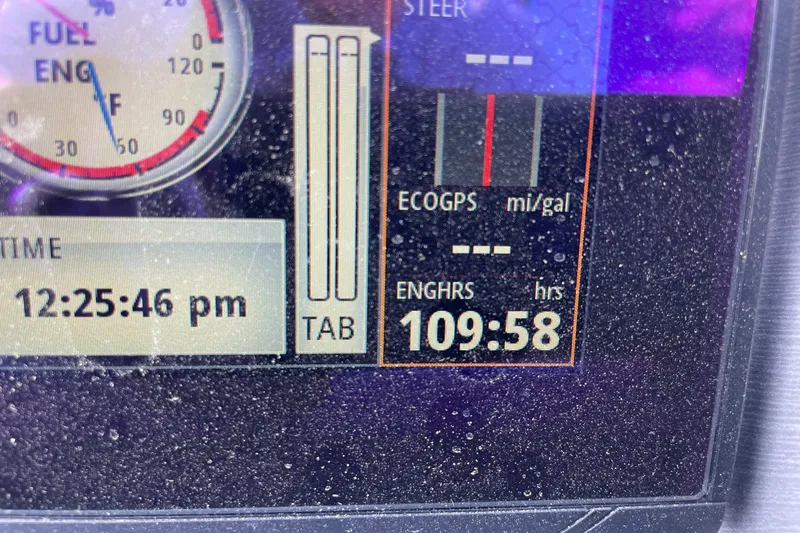 STEER
---
%
20
FUEL
0
ENG
120
°F
90
0
30
60
ECOGPS mi/gal
---
TIME
ENGHRS hrs
12:25:46 pm
TAB
109:58